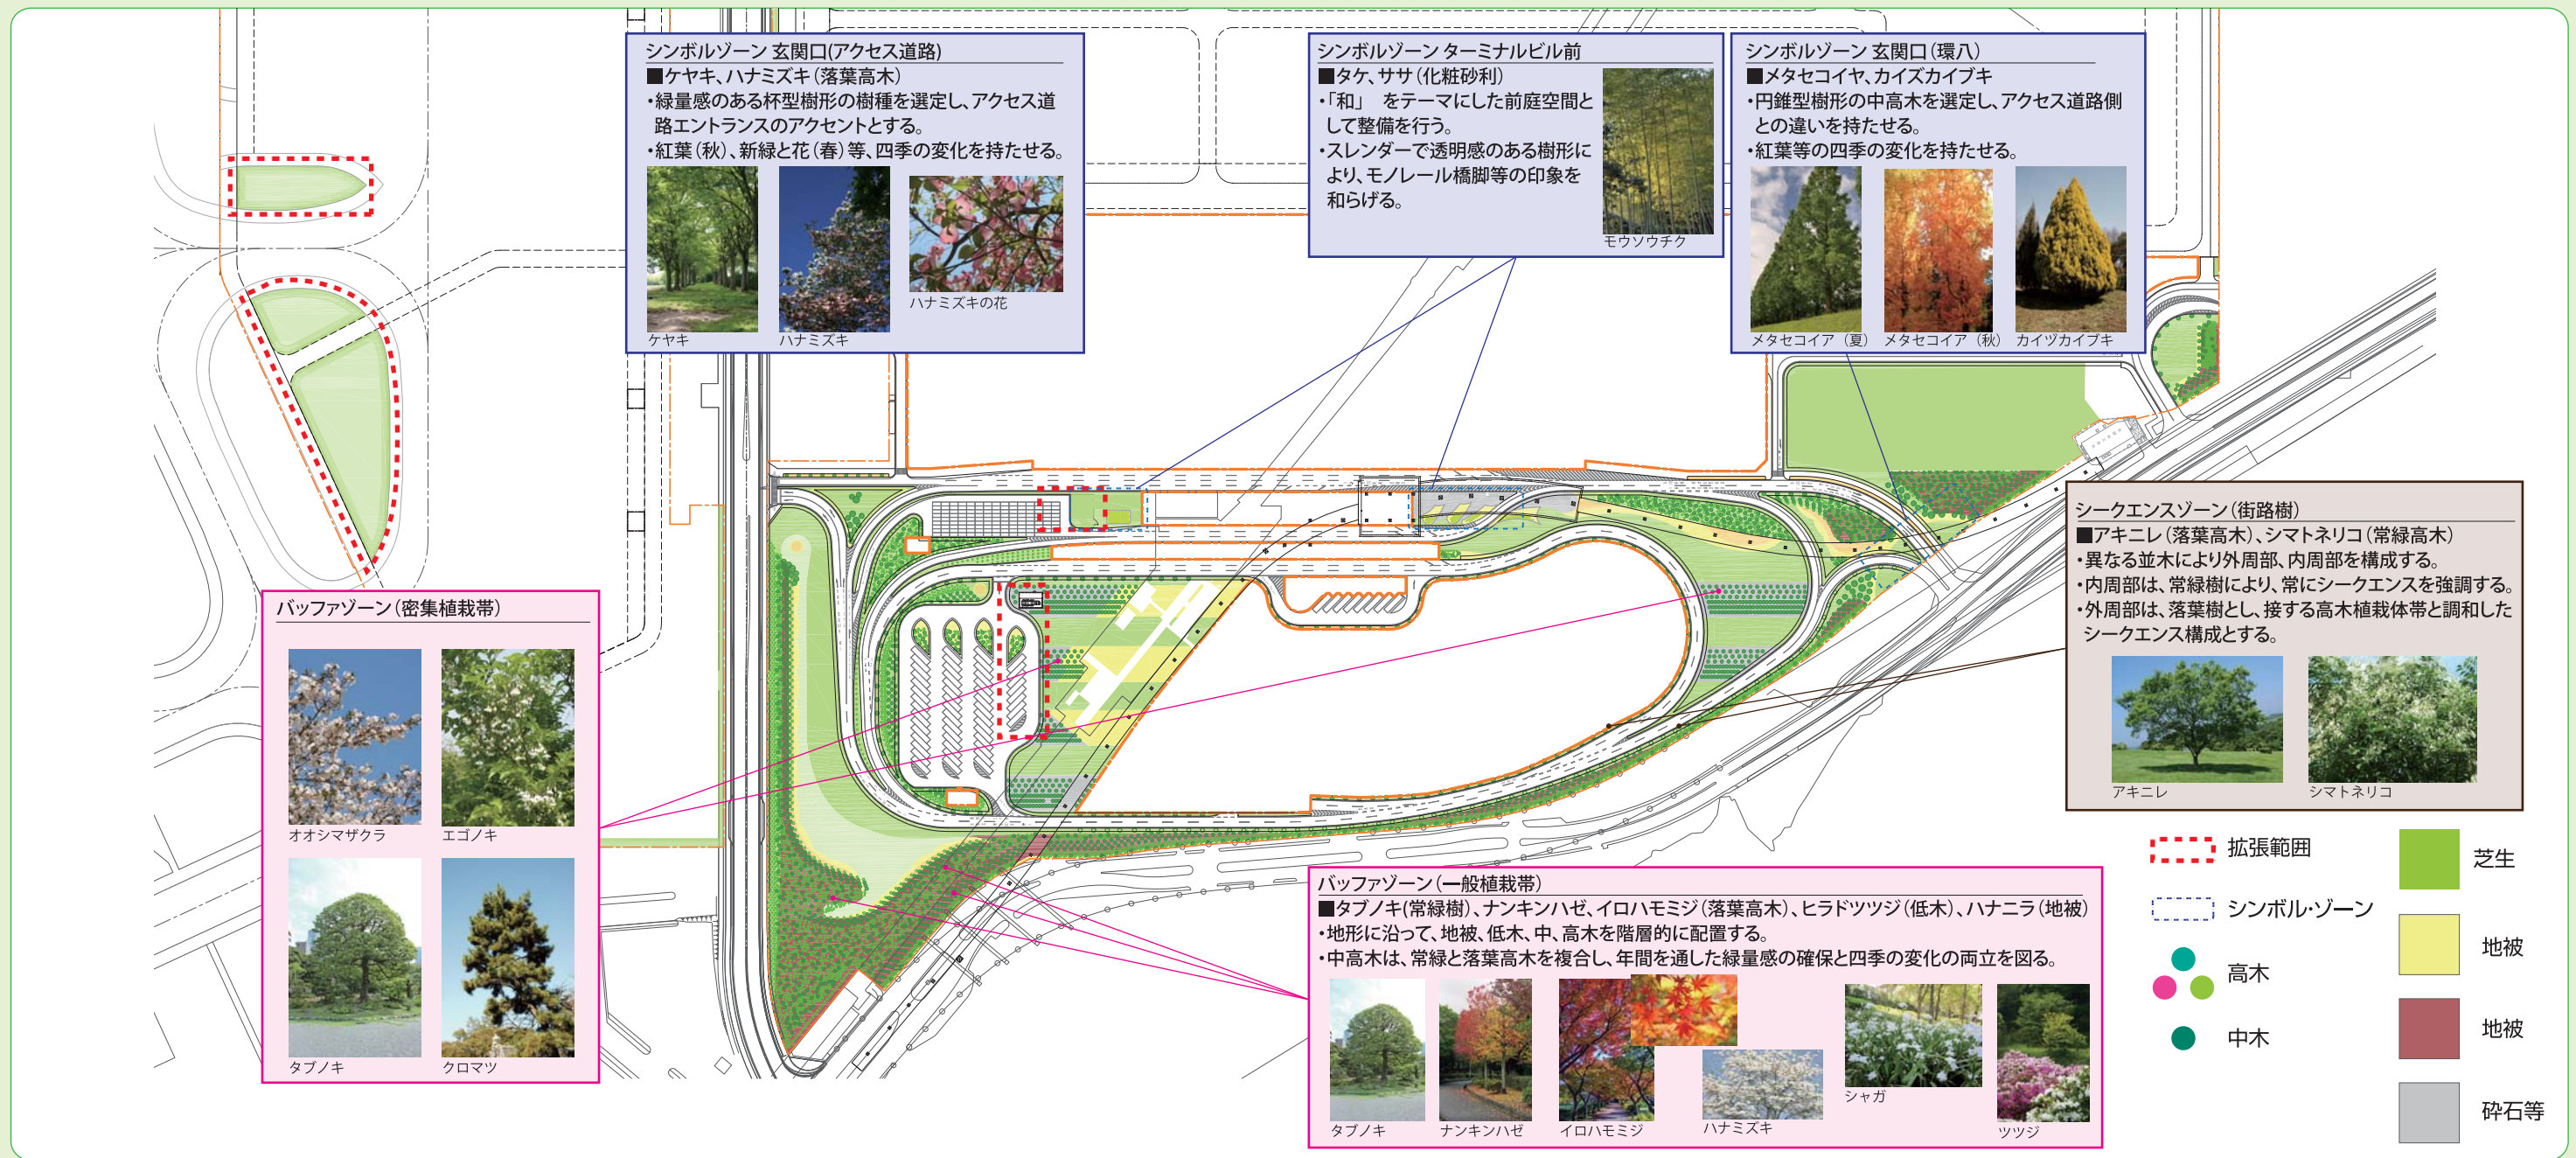 シンボルゾーン 玄関口(アクセス道路)
■ケヤキ、ハナミズキ（落葉高木）
・緑量感のある杯型樹形の樹種を選定し、アクセス道
路エントランスのアクセントとする。
・紅葉（秋）、新緑と花（春）等、四季の変化を持たせる。
ケヤキ
ハナミズキ
ハナミズキの花
シンボルゾーン ターミナルビル前
■タケ、ササ（化粧砂利）
・「和」 をテーマにした前庭空間と
して整備を行う。
・スレンダーで透明感のある樹形に
より、モノレール橋脚等の印象を
和らげる。
モウソウチク
シンボルゾーン 玄関口（環八）
■メタセコイヤ、カイズカイブキ
・円錐型樹形の中高木を選定し、アクセス道路側
との違いを持たせる。
・紅葉等の四季の変化を持たせる。
メタセコイア（夏）
メタセコイア（秋）
カイヅカイブキ
シークエンスゾーン（街路樹）
■アキニレ（落葉高木）、シマトネリコ（常緑高木）
・異なる並木により外周部、内周部を構成する。
・内周部は、常緑樹により、常にシークエンスを強調する。
・外周部は、落葉樹とし、接する高木植栽体帯と調和した
シークエンス構成とする。
アキニレ
シマトネリコ
バッファゾーン（密集植栽帯）
オオシマザクラ
エゴノキ
タブノキ
クロマツ
バッファゾーン（一般植栽帯）
■タブノキ(常緑樹）、ナンキンハゼ、イロハモミジ（落葉高木）、ヒラドツツジ（低木）、ハナニラ（地被）
・地形に沿って、地被、低木、中、高木を階層的に配置する。
・中高木は、常緑と落葉高木を複合し、年間を通した緑量感の確保と四季の変化の両立を図る。
タブノキ
ナンキンハゼ
イロハモミジ
ハナミズキ
シャガ
ツツジ
拡張範囲
シンボル・ゾーン
高木
中木
芝生
地被
地被
砕石等